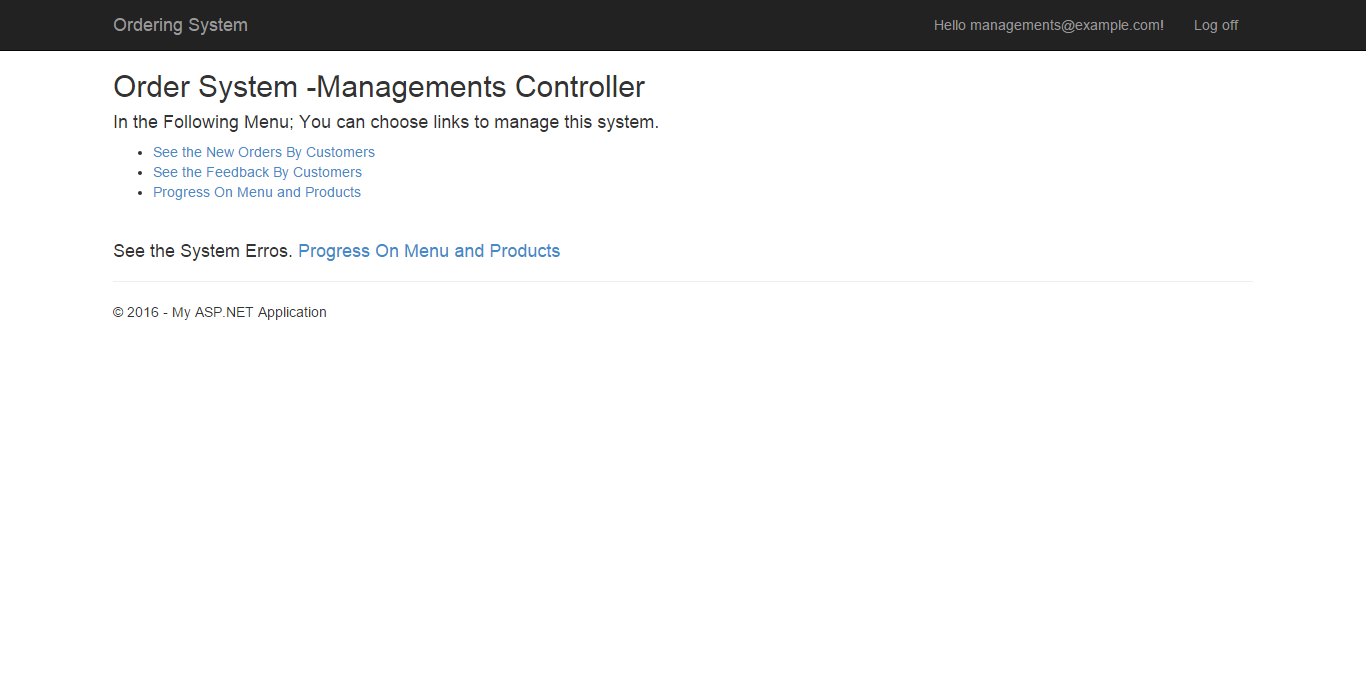 Ordering System Hello managements@example.com! Log off
Order System -Managements Controller
In the Following Menu; You can choose links to manage this system.
See the New Orders By Customers
See the Feedback By Customers
Progress On Menu and Products
See the System Erros. Progress On Menu and Products
© 2016 - My ASP.NET Application